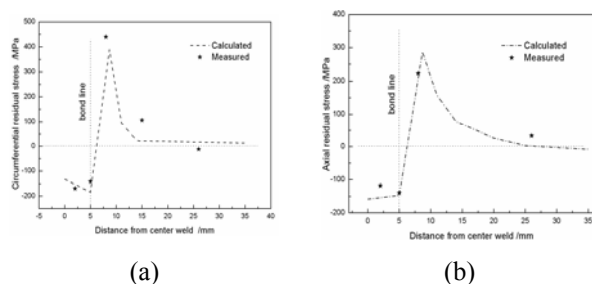 Circumferential residual stress /MPa
500
400
300
200
100
0
-100
-200
-5 0 5 10 15 20 25 30 35 40
Distance from center weld /mm
bond line
Calculated
Measured
(a)
Axial residual stress /MPa
400
300
200
100
0
-100
-200
0 5 10 15 20 25 30 35
Distance from center weld /mm
bond line
Calculated
Measured
(b)